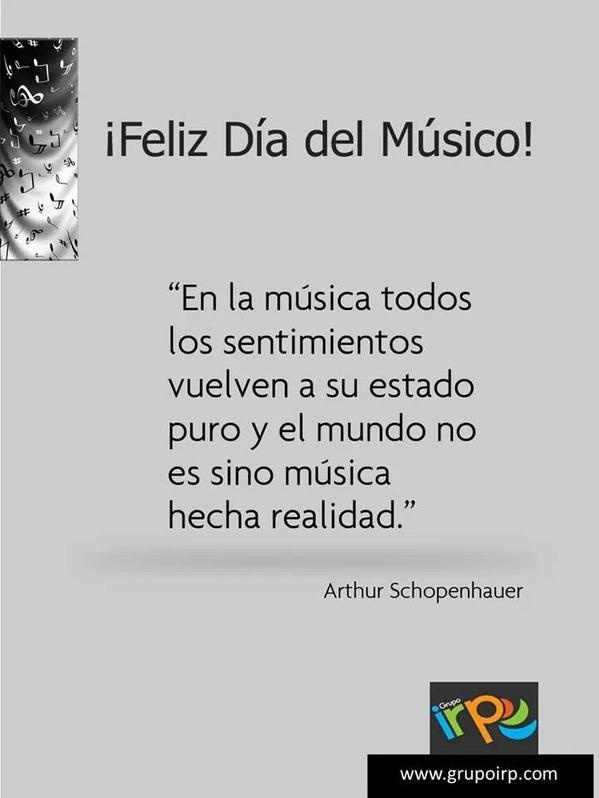 ¡Feliz Día del Músico!
“En la música todos
los sentimientos
vuelven a su estado
puro y el mundo no
es sino música
hecha realidad.”
Arthur Schopenhauer
Grupo
irp
www.grupoirp.com